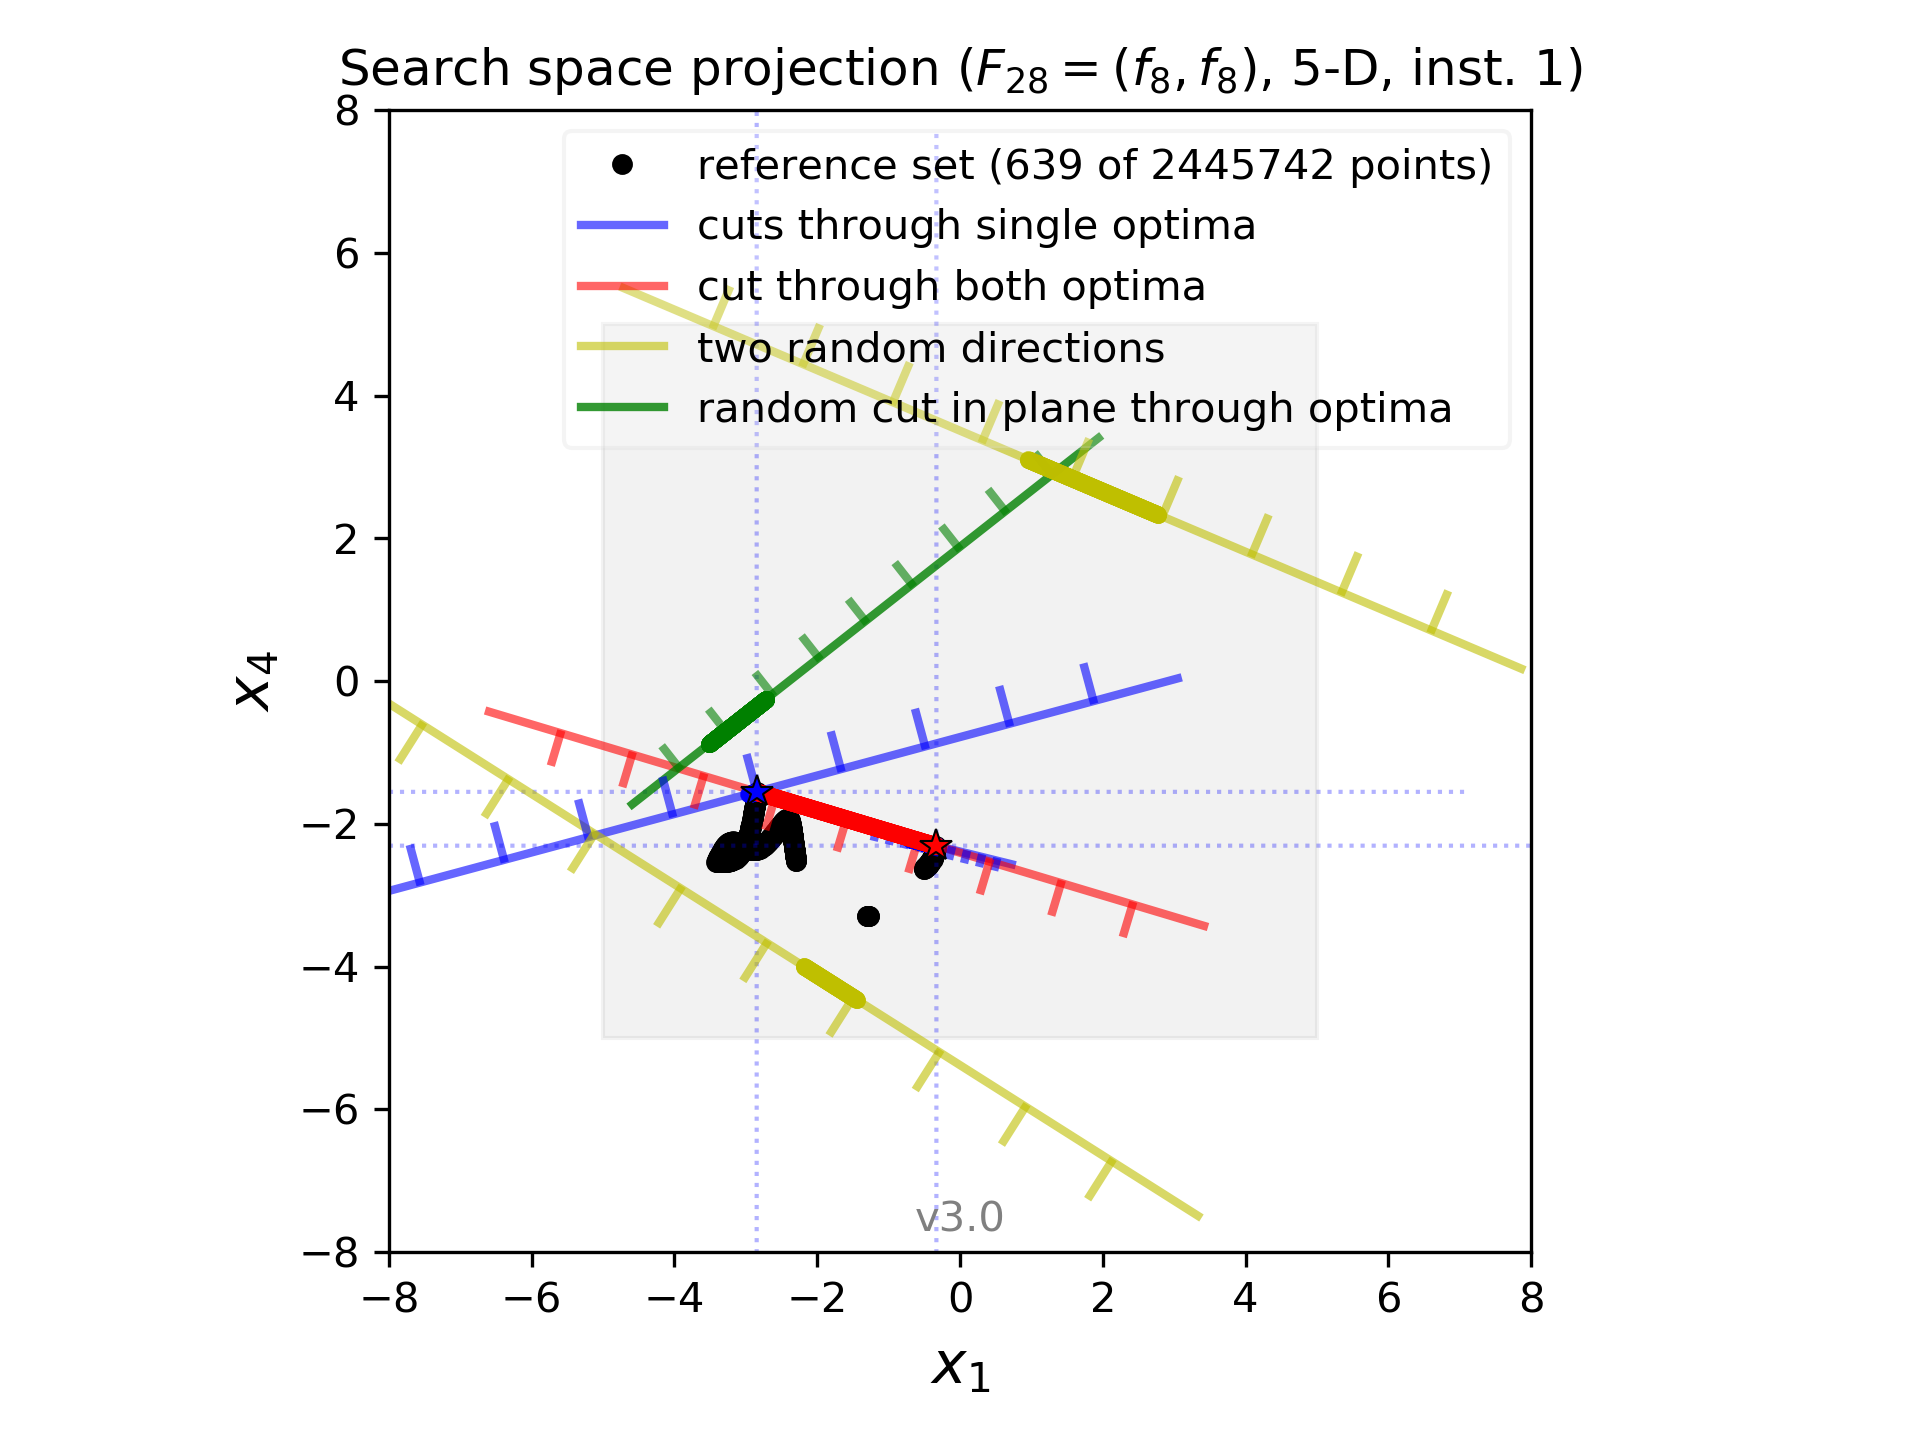 Search space projection (F₂₈ = (f₈, f₈), 5-D, inst. 1)
8
6
4
2
0
−2
−4
−6
−8
x₄
reference set (639 of 2445742 points)
cuts through single optima
cut through both optima
two random directions
random cut in plane through optima
v3.0
−8 −6 −4 −2 0 2 4 6 8
x₁